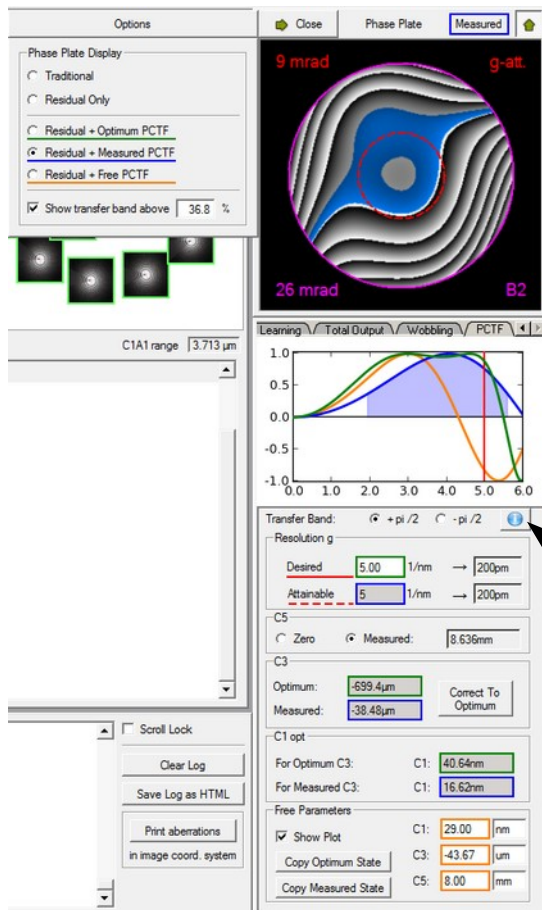 Options
Phase Plate Display
Traditional
Residual Only
Residual + Optimum PCTF
Residual + Measured PCTF
Residual + Free PCTF
Show transfer band above 36.8 %
C1A1 range 3.713 µm
Scroll Lock
Clear Log
Save Log as HTML
Print aberrations
in image coord. system
Close Phase Plate Measured
9 mrad g-att.
26 mrad B2
Learning Total Output Wobbling PCTF
1.0
0.5
0.0
-0.5
-1.0
0.0 1.0 2.0 3.0 4.0 5.0 6.0
Transfer Band: + pi /2 - pi /2
Resolution g
Desired 5.00 1/nm → 200pm
Attainable 5 1/nm → 200pm
C5
Zero Measured: 8.636mm
C3
Optimum: -699.4µm
Measured: -38.48µm
Correct To
Optimum
C1 opt
For Optimum C3: C1: 40.64nm
For Measured C3: C1: 16.62nm
Free Parameters
Show Plot
Copy Optimum State
Copy Measured State
C1: 29.00 nm
C3: -43.67 um
C5: 8.00 mm